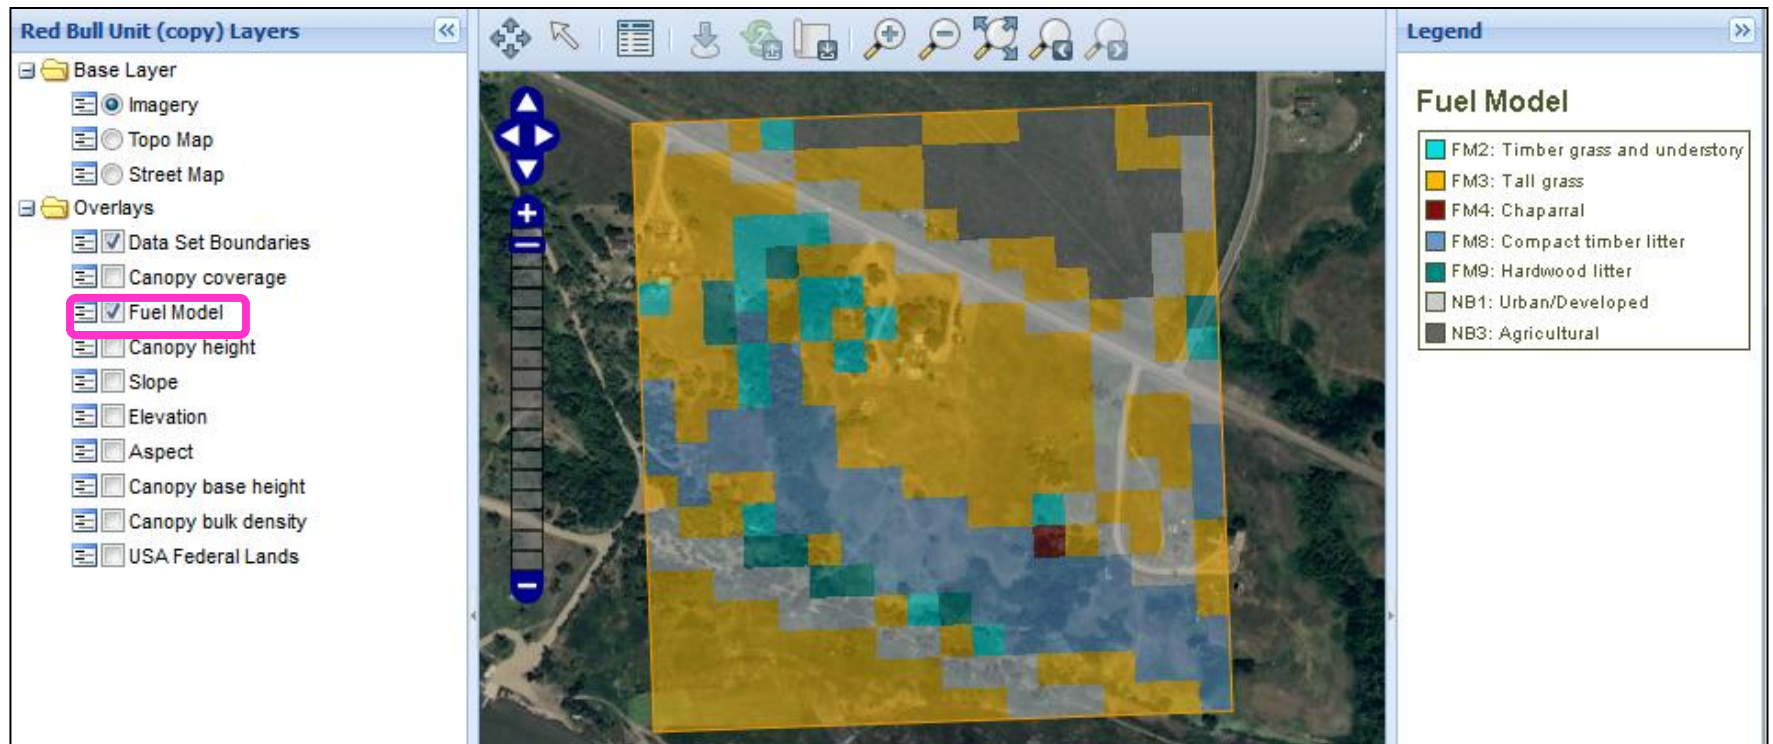 Red Bull Unit (copy) Layers
Base Layer
Imagery
Topo Map
Street Map
Overlays
Data Set Boundaries
Canopy coverage
Fuel Model
Canopy height
Slope
Elevation
Aspect
Canopy base height
Canopy bulk density
USA Federal Lands
Legend
Fuel Model
FM2: Timber grass and understory
FM3: Tall grass
FM4: Chaparral
FM8: Compact timber litter
FM9: Hardwood litter
NB1: Urban/Developed
NB3: Agricultural